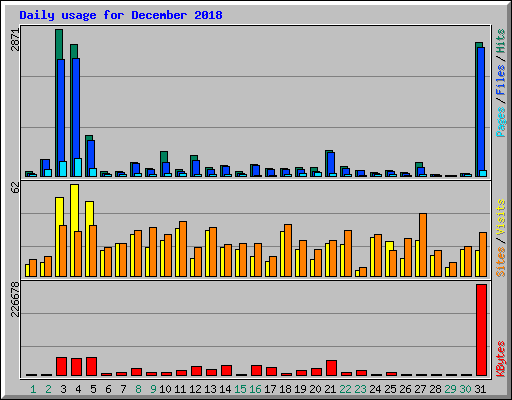 Daily usage for December 2018
2871
62
226678
Pages / Files / Hits
Sites / Visits
KBytes
1 2 3 4 5 6 7 8 9 10 11 12 13 14 15 16 17 18 19 20 21 22 23 24 25 26 27 28 29 30 31